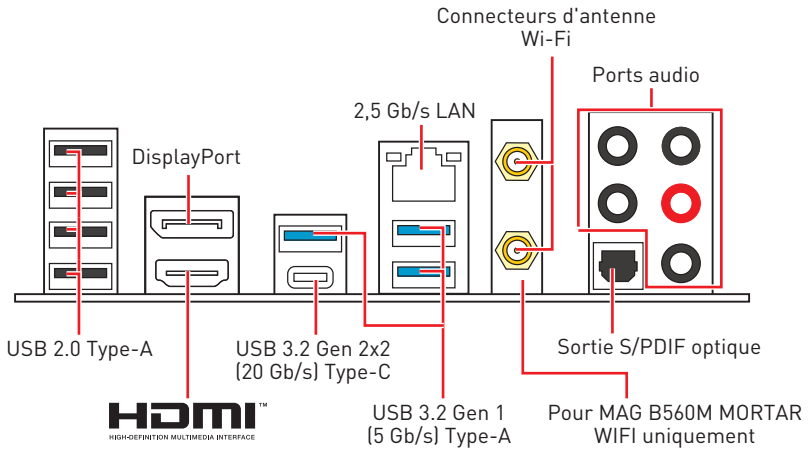 Connecteurs d'antenne
Wi-Fi
Ports audio
2,5 Gb/s LAN
DisplayPort
USB 2.0 Type-A
USB 3.2 Gen 2x2
(20 Gb/s) Type-C
Sortie S/PDIF optique
HDMI™
HIGH-DEFINITION MULTIMEDIA INTERFACE
USB 3.2 Gen 1
(5 Gb/s) Type-A
Pour MAG B560M MORTAR
WIFI uniquement